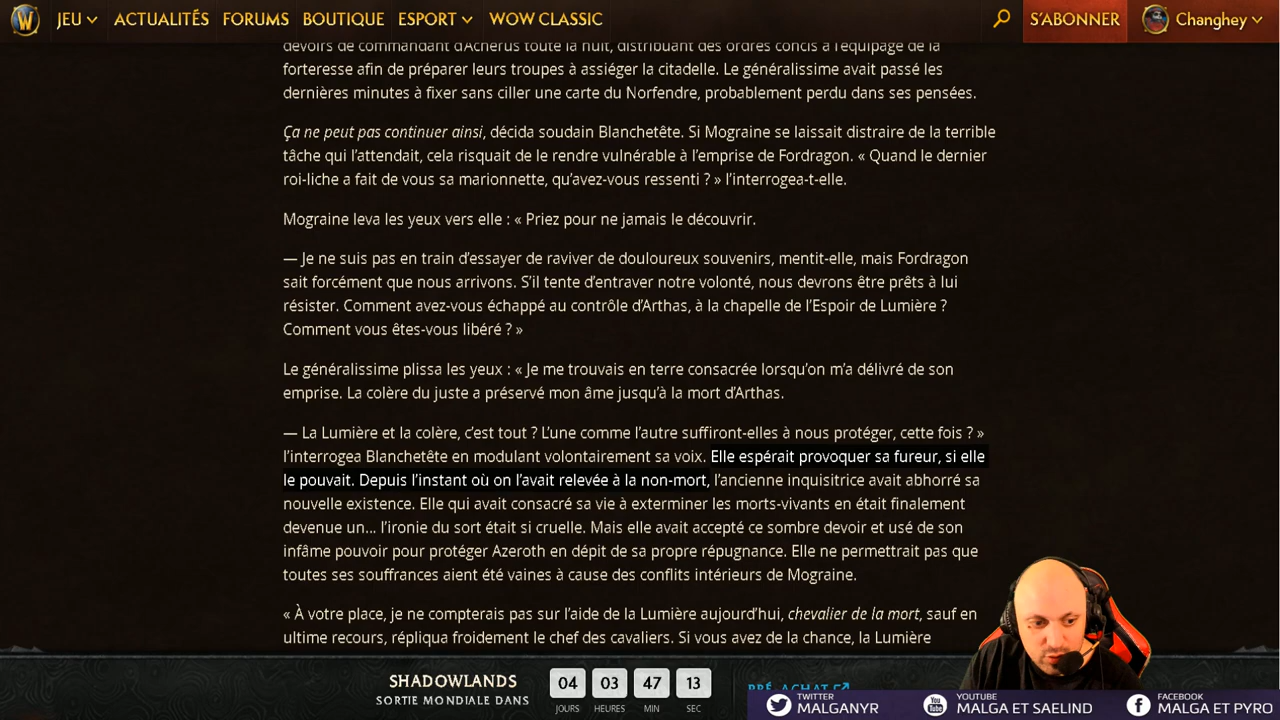 W JEU ACTUALITÉS FORUMS BOUTIQUE ESPORT WOW CLASSIC S'ABONNER Changhey
devoirs de commandant d'Achérus toute la nuit, distribuant des ordres concis à l'équipage de la
forteresse afin de préparer leurs troupes à assiéger la citadelle. Le généralissime avait passé les
dernières minutes à fixer sans ciller une carte du Norfendre, probablement perdu dans ses pensées.
Ça ne peut pas continuer ainsi, décida soudain Blanchetête. Si Mograine se laissait distraire de la terrible
tâche qui l'attendait, cela risquait de le rendre vulnérable à l'emprise de Fordragon. « Quand le dernier
roi-liche a fait de vous sa marionnette, qu'avez-vous ressenti ? » l'interrogea-t-elle.
Mograine leva les yeux vers elle : « Priez pour ne jamais le découvrir.
— Je ne suis pas en train d'essayer de raviver de douloureux souvenirs, mentit-elle, mais Fordragon
sait forcément que nous arrivons. S'il tente d'entraver notre volonté, nous devrons être prêts à lui
résister. Comment avez-vous échappé au contrôle d'Arthas, à la chapelle de l'Espoir de Lumière ?
Comment vous êtes-vous libéré ? »
Le généralissime plissa les yeux : « Je me trouvais en terre consacrée lorsqu'on m'a délivré de son
emprise. La colère du juste a préservé mon âme jusqu'à la mort d'Arthas.
— La Lumière et la colère, c'est tout ? L'une comme l'autre suffiront-elles à nous protéger, cette fois ? »
l'interrogea Blanchetête en modulant volontairement sa voix. Elle espérait provoquer sa fureur, si elle
le pouvait. Depuis l'instant où on l'avait relevée à la non-mort, l'ancienne inquisitrice avait abhorré sa
nouvelle existence. Elle qui avait consacré sa vie à exterminer les morts-vivants en était finalement
devenue un... l'ironie du sort était si cruelle. Mais elle avait accepté ce sombre devoir et usé de son
infâme pouvoir pour protéger Azeroth en dépit de sa propre répugnance. Elle ne permettrait pas que
toutes ses souffrances aient été vaines à cause des conflits intérieurs de Mograine.
« À votre place, je ne compterais pas sur l'aide de la Lumière aujourd'hui, chevalier de la mort, sauf en
ultime recours, répliqua froidement le chef des cavaliers. Si vous avez de la chance, la Lumière
SHADOWLANDS
SORTIE MONDIALE DANS
04 03 47 13
JOURS HEURES MIN SEC
PRÉ-ACHAT
TWITTER YOUTUBE FACEBOOK
MALGANYR MALGA ET SAELIND MALGA ET PYRO